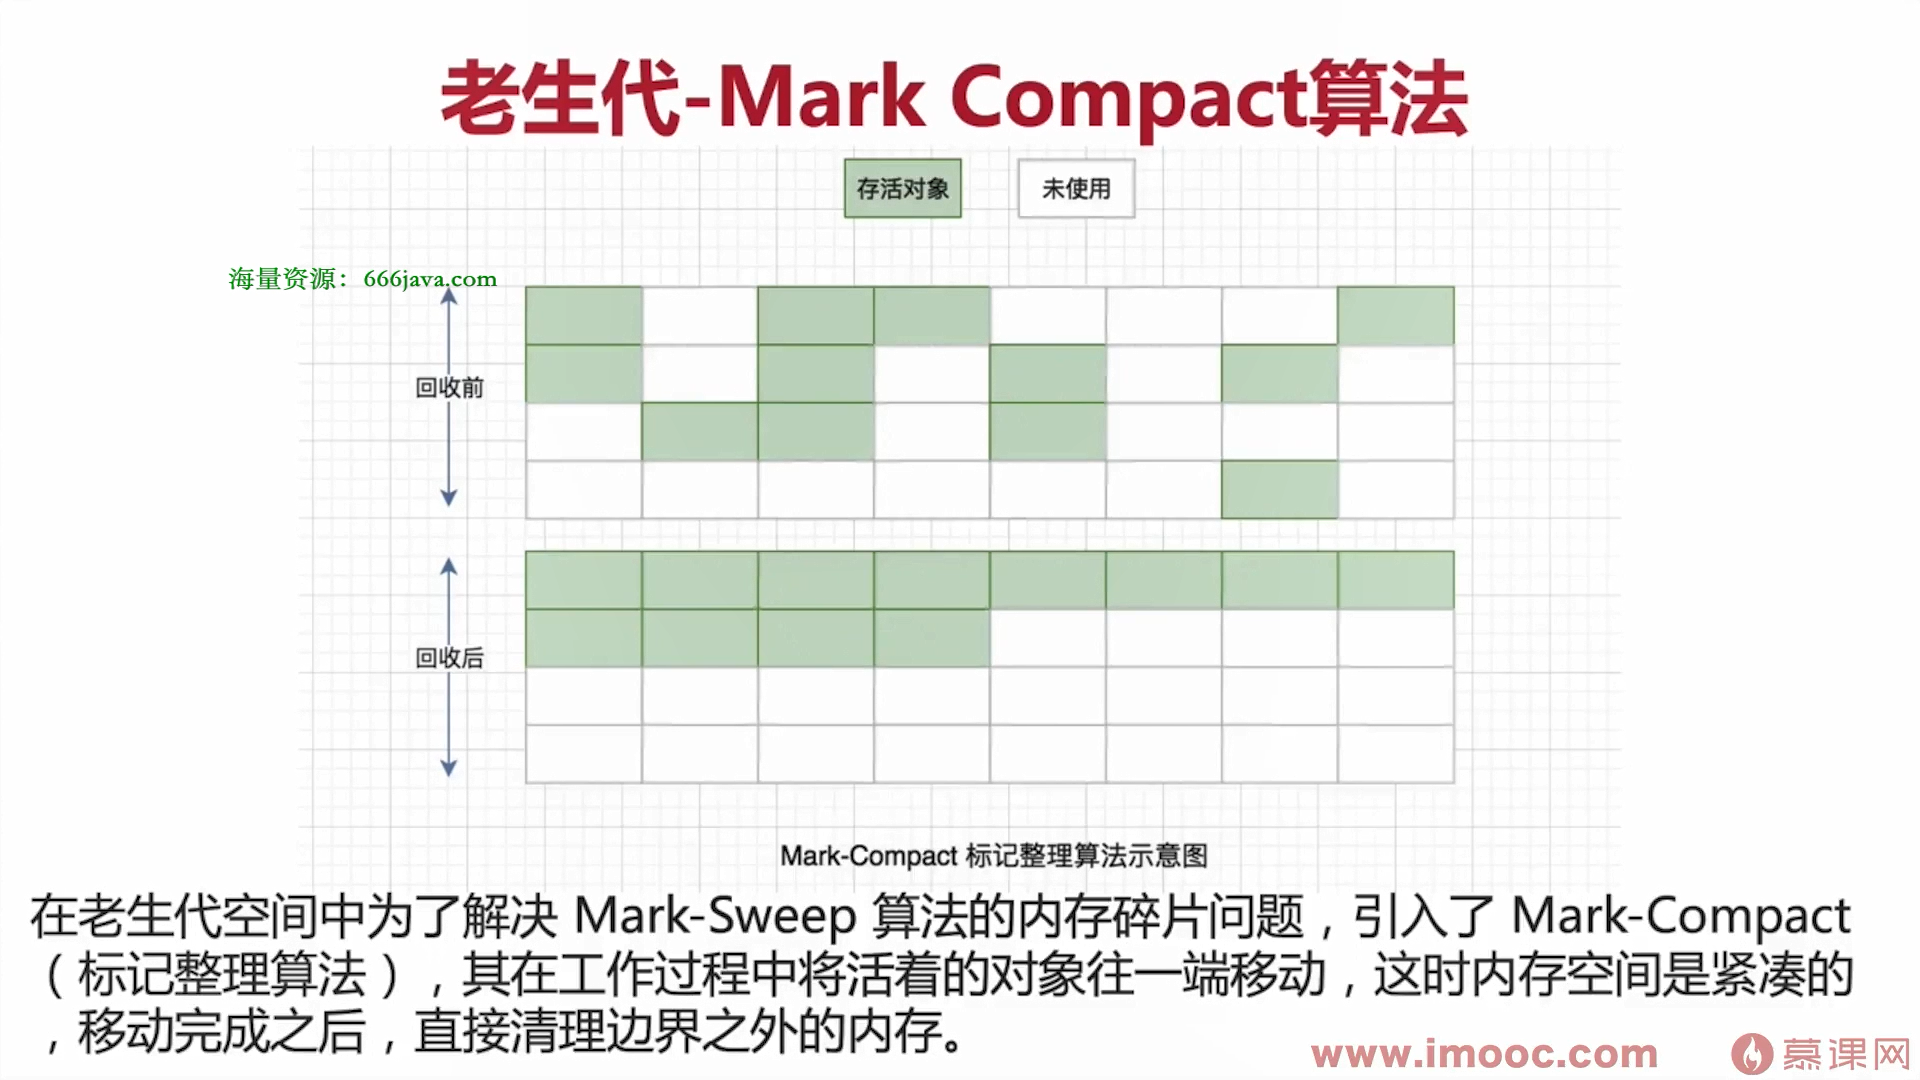 老生代-Mark Compact算法
存活对象
未使用
海量资源：666java.com
回收前
回收后
Mark-Compact 标记整理算法示意图
在老生代空间中为了解决 Mark-Sweep 算法的内存碎片问题，引入了 Mark-Compact
（标记整理算法），其在工作过程中将活着的对象往一端移动，这时内存空间是紧凑的
，移动完成之后，直接清理边界之外的内存。
www.imooc.com
慕课网